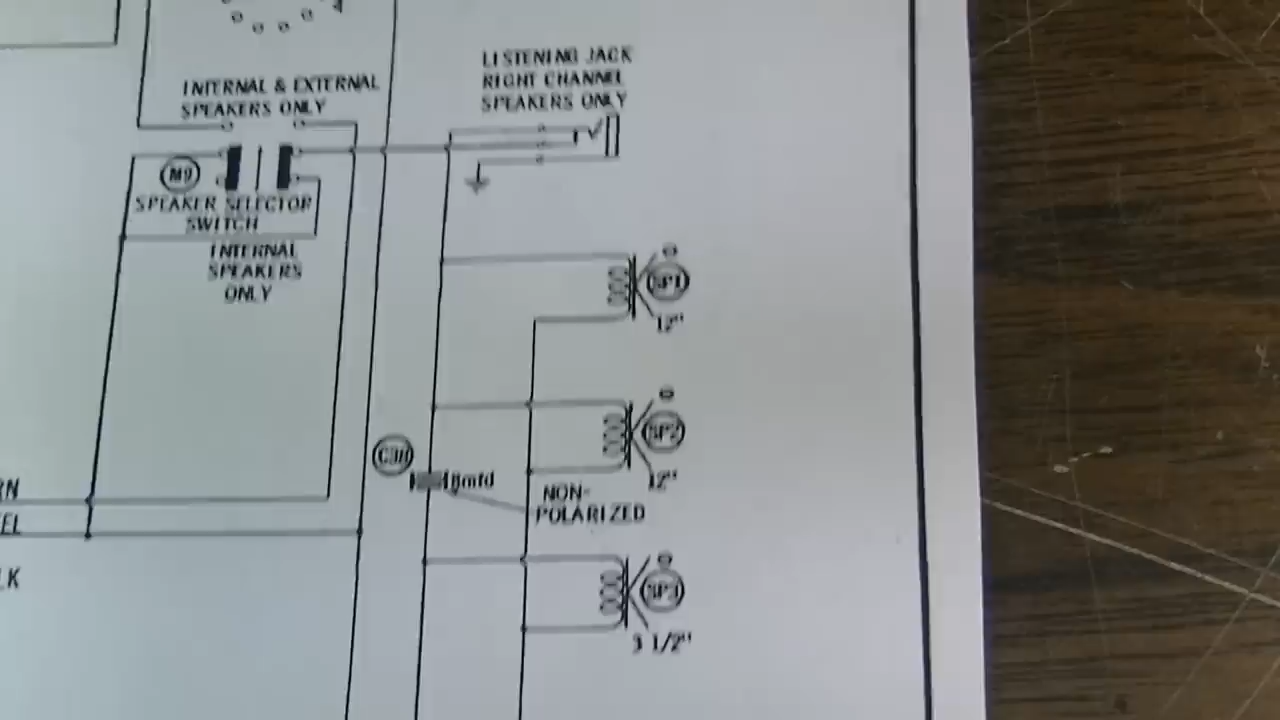 INTERNAL & EXTERNAL
SPEAKERS ONLY
LISTENING JACK
RIGHT CHANNEL
SPEAKERS ONLY
M9
SPEAKER SELECTOR
SWITCH
INTERNAL
SPEAKERS
ONLY
SP1
12"
SP2
12"
NON-
POLARIZED
SP3
3 1/2"